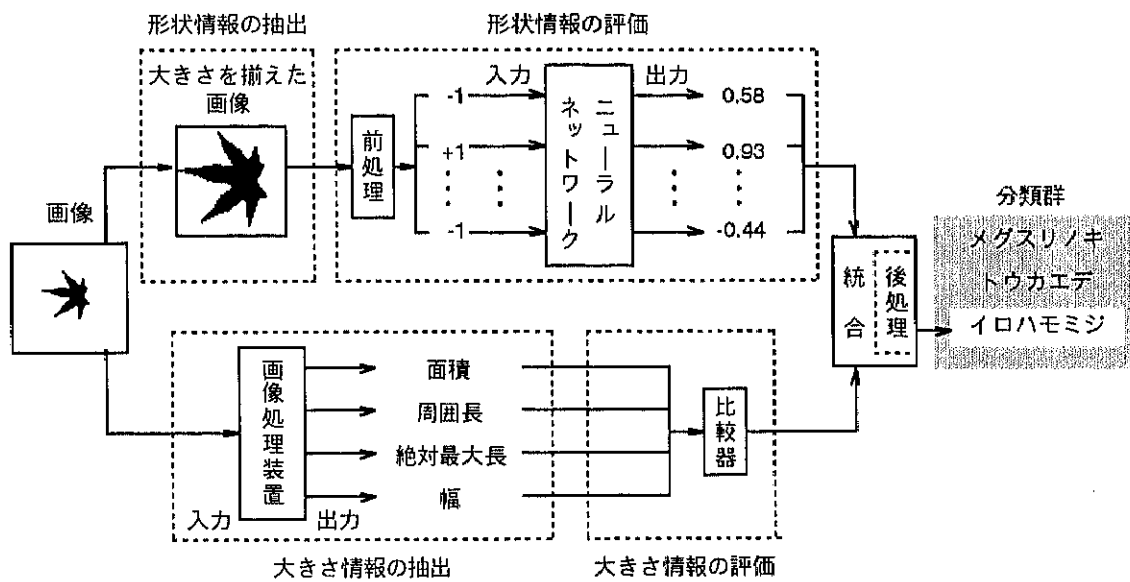 形状情報の抽出
形状情報の評価
大きさを揃えた
画像
前処理
入力
-1
+1
-1
ニューラル
ネットワーク
出力
0.58
0.93
-0.44
画像
統合
後処理
分類群
メグスリノキ
トウカエデ
イロハモミジ
画像処理装置
入力
出力
面積
周囲長
絶対最大長
幅
比較器
大きさ情報の抽出
大きさ情報の評価